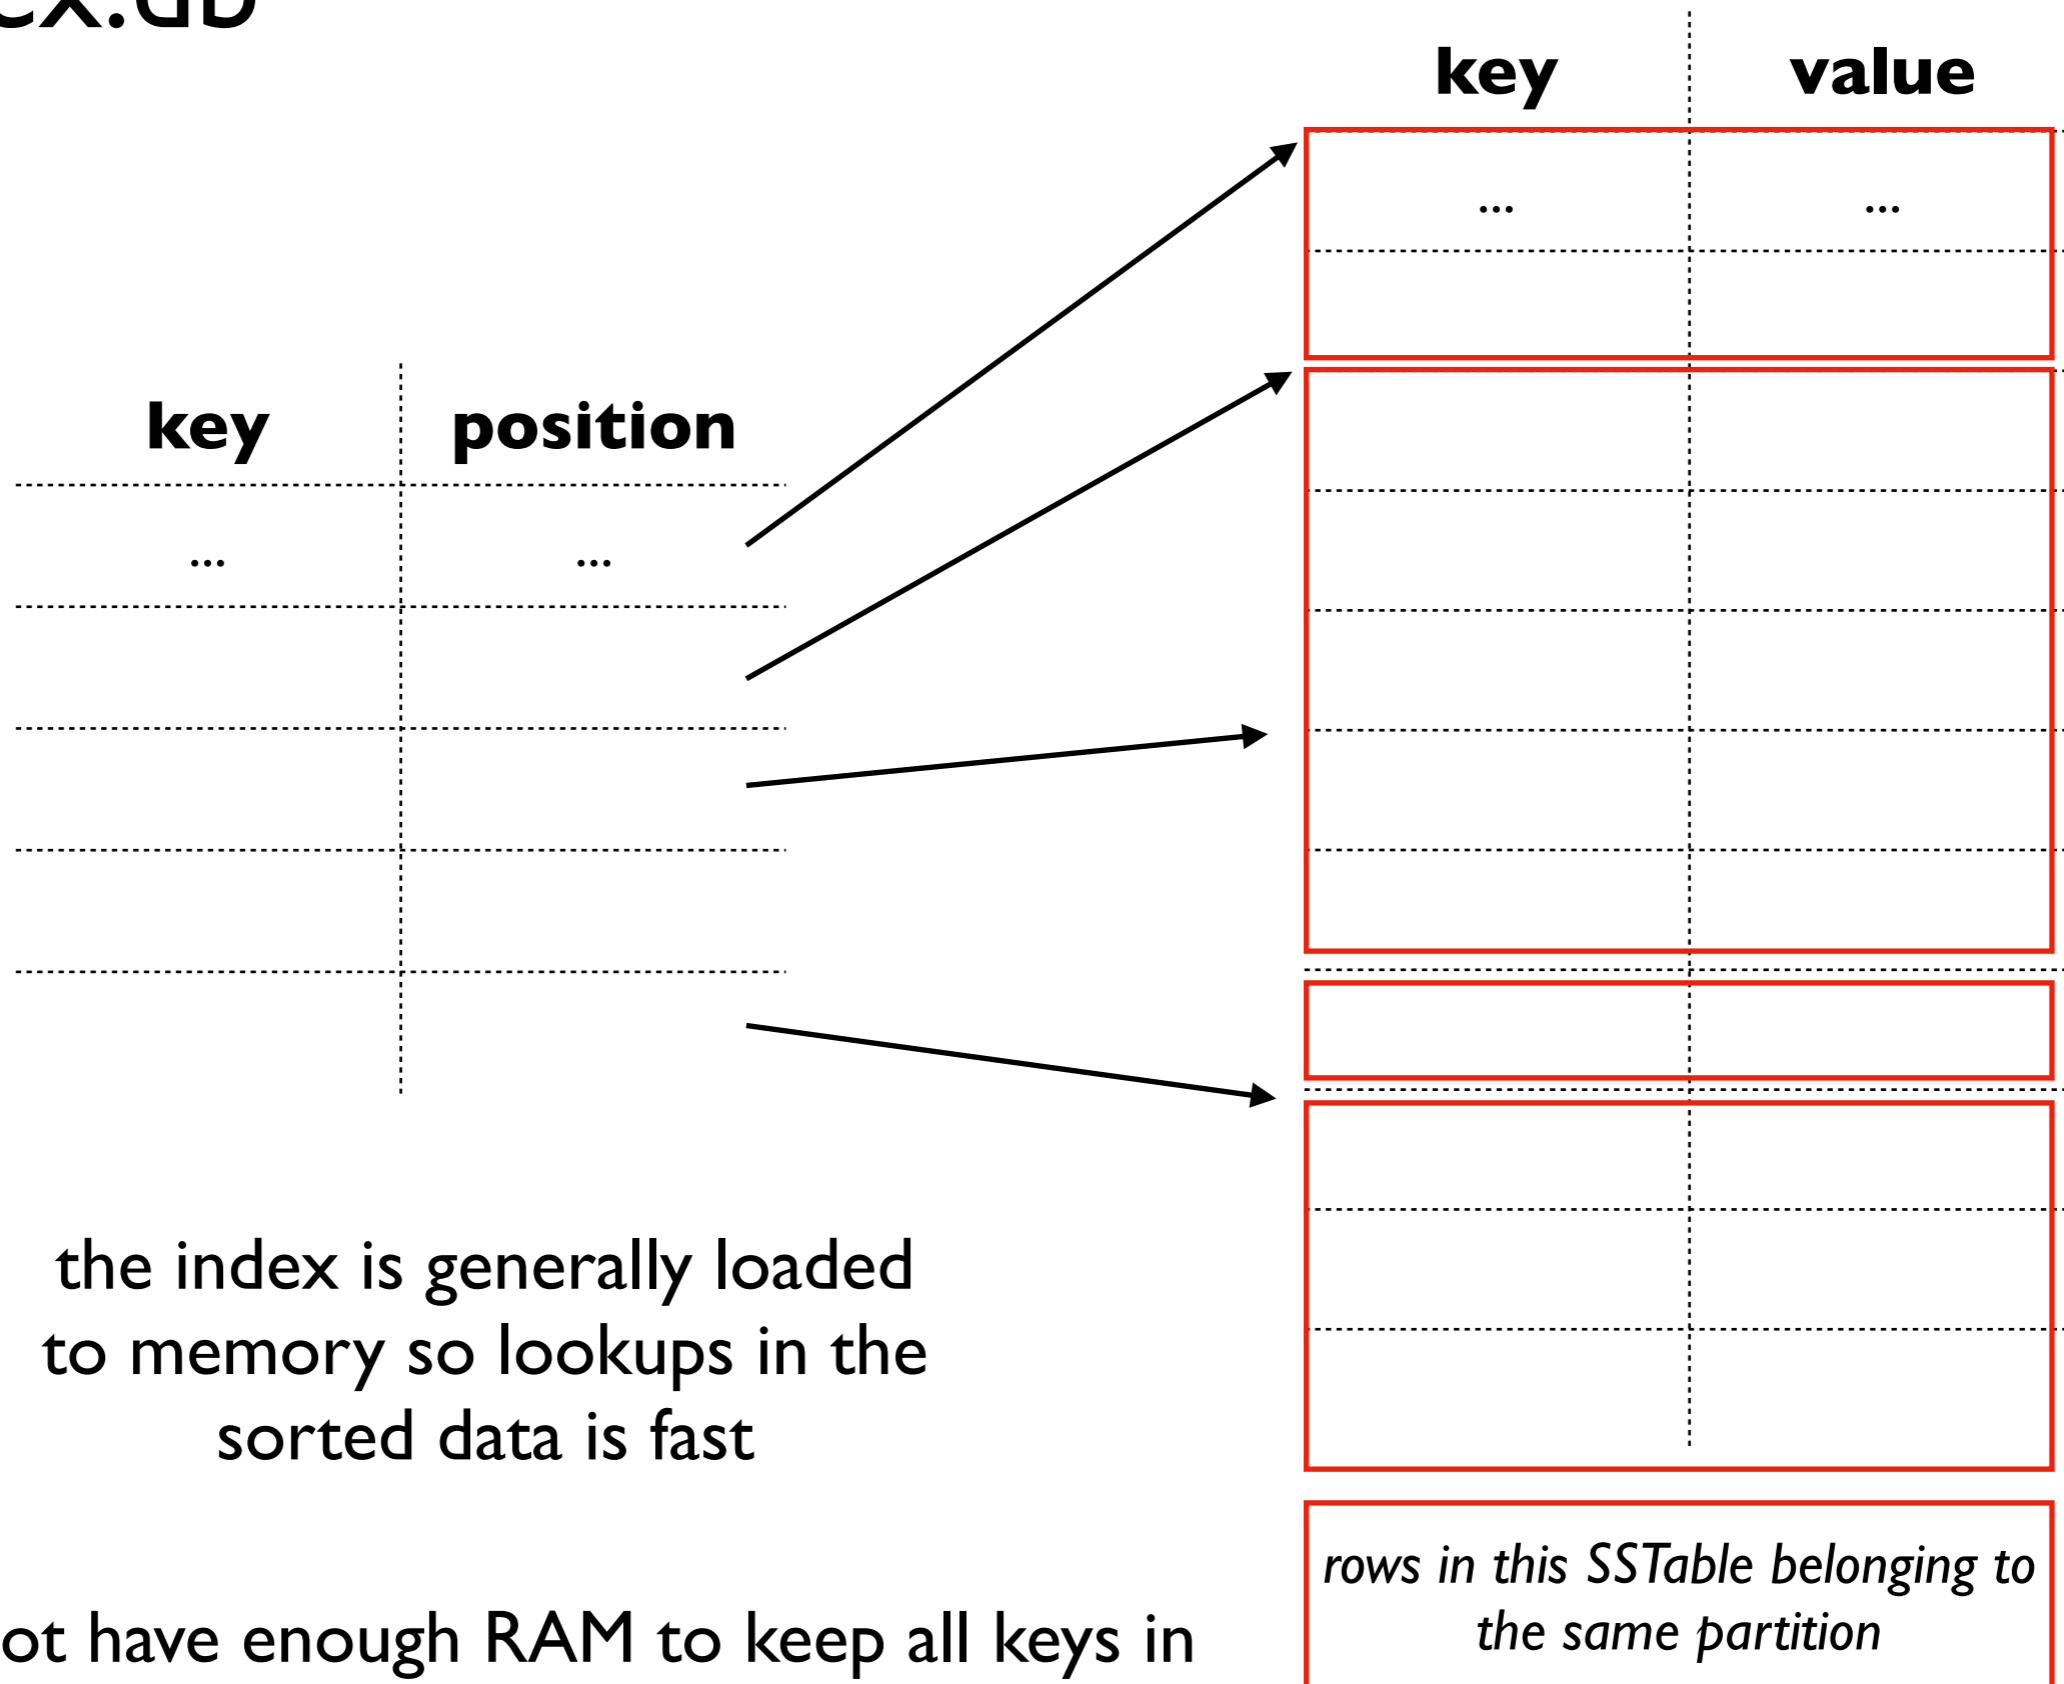 key value
... ...
key position
... ...
the index is generally loaded
to memory so lookups in the
sorted data is fast
rows in this SSTable belonging to
the same partition
have enough RAM to keep all keys in